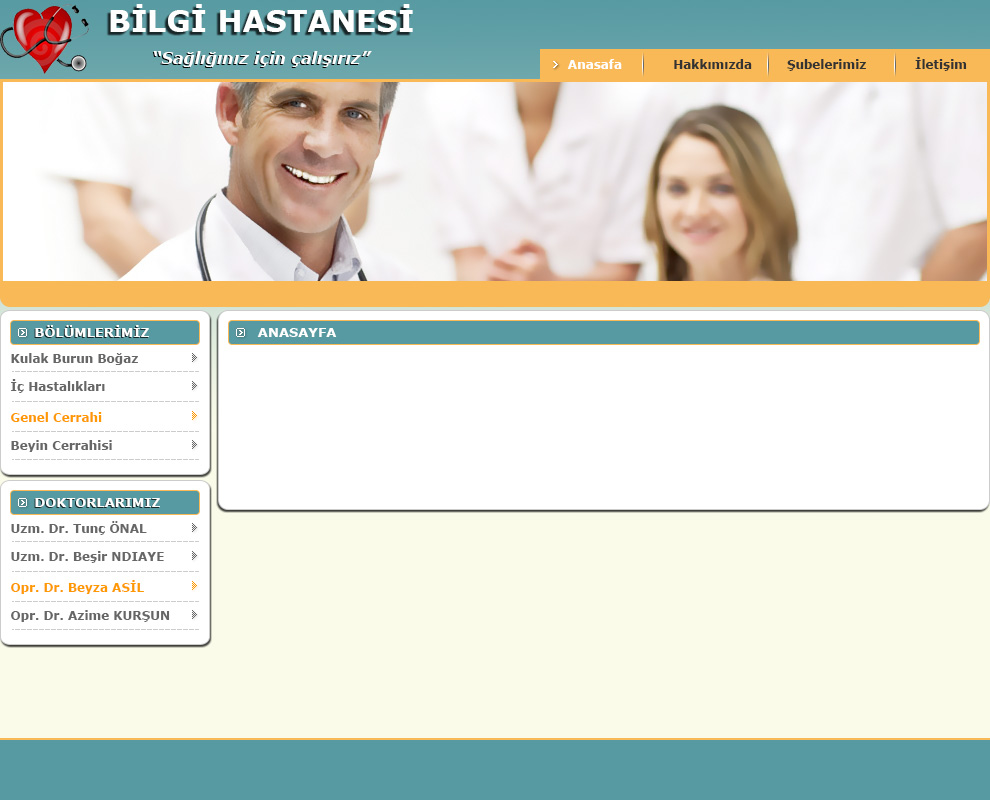 BİLGİ HASTANESİ
“Sağlığınız için çalışırız”
Anasafa
Hakkımızda
Şubelerimiz
İletişim
BÖLÜMLERİMİZ
Kulak Burun Boğaz
İç Hastalıkları
Genel Cerrahi
Beyin Cerrahisi
ANASAYFA
DOKTORLARIMIZ
Uzm. Dr. Tunç ÖNAL
Uzm. Dr. Beşir NDIAYE
Opr. Dr. Beyza ASİL
Opr. Dr. Azime KURŞUN